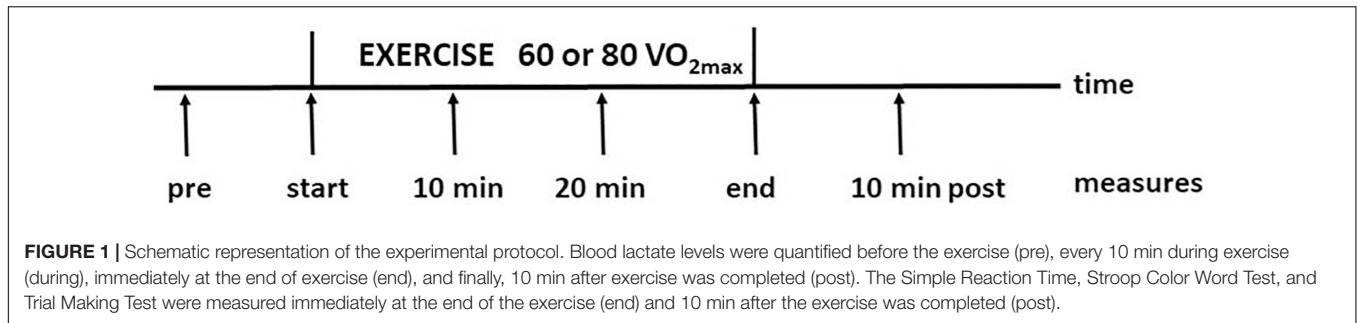 EXERCISE 60 or 80 VO2max
time
pre start 10 min 20 min end 10 min post measures
FIGURE 1 | Schematic representation of the experimental protocol. Blood lactate levels were quantified before the exercise (pre), every 10 min during exercise
(during), immediately at the end of exercise (end), and finally, 10 min after exercise was completed (post). The Simple Reaction Time, Stroop Color Word Test, and
Trial Making Test were measured immediately at the end of the exercise (end) and 10 min after the exercise was completed (post).